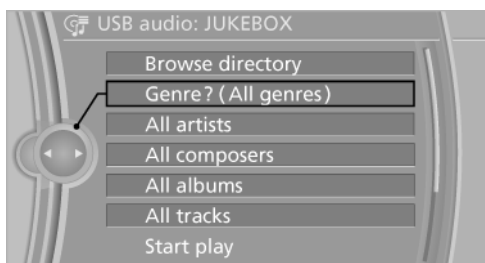 USB audio: JUKEBOX
Browse directory
Genre? (All genres)
All artists
All composers
All albums
All tracks
Start play